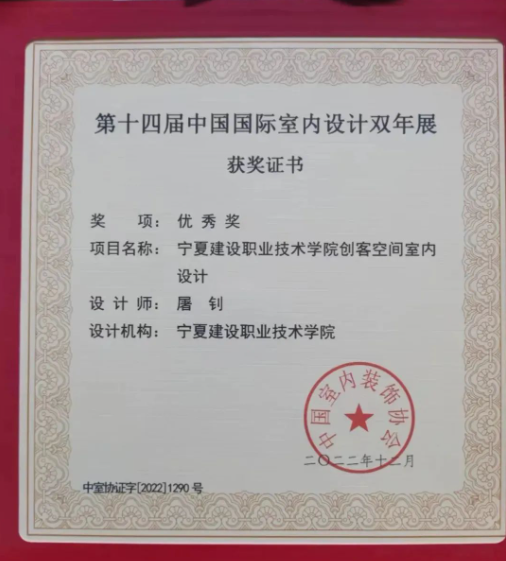 第十四届中国国际室内设计双年展
获奖证书
奖 项：优秀奖
项目名称：宁夏建设职业技术学院创客空间室内
设计
设计师：屠 钊
设计机构：宁夏建设职业技术学院
中国室内装饰协会
二〇二二年十二月
中室协证字[2022]1290号